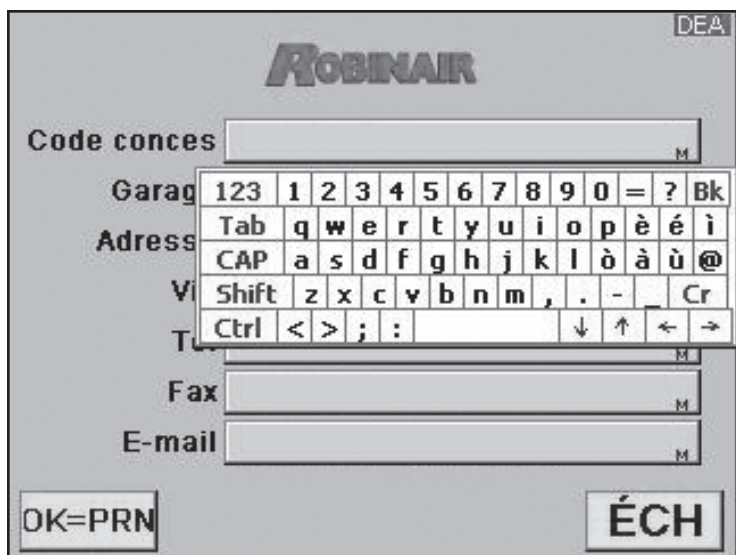 DEA
ROBINAIR
Code conces
M
Garag
123 1 2 3 4 5 6 7 8 9 0 = ? Bk
Tab q w e r t y u i o p è é ì
Adress
CAP a s d f g h j k l ò à ù @
Vi
Shift z x c v b n m , . - _ Cr
Ctrl < > ; : ↓ ↑ ← →
M
Fax
M
E-mail
M
OK=PRN
ÉCH